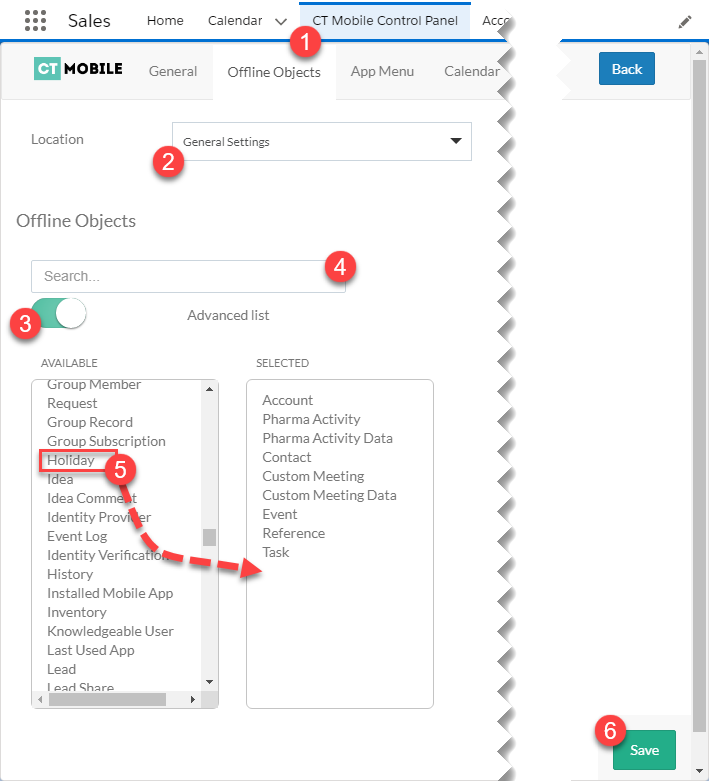 Sales Home Calendar CT Mobile Control Panel Acco
1
CT MOBILE General Offline Objects App Menu Calendar Back
Location General Settings
2
Offline Objects
Search... 4
3 Advanced list
AVAILABLE SELECTED
Group Member
Request
Group Record
Group Subscription
Holiday
5
Idea
Idea Comment
Identity Provider
Event Log
Identity Verification
History
Installed Mobile App
Inventory
Knowledgeable User
Last Used App
Lead
Lead Share
Account
Pharma Activity
Pharma Activity Data
Contact
Custom Meeting
Custom Meeting Data
Event
Reference
Task
6
Save